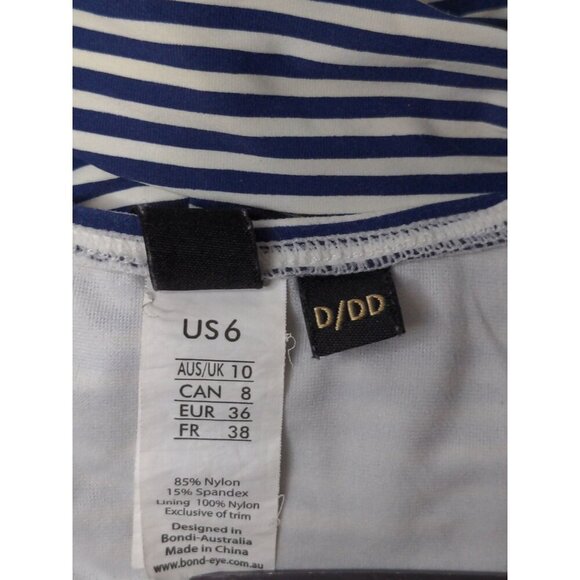 US 6
D/DD
AUS/UK 10
CAN 8
EUR 36
FR 38
85% Nylon
15% Spandex
Lining 100% Nylon
Exclusive of trim
Designed in
Bondi-Australia
Made in China
www.bond-eye.com.au